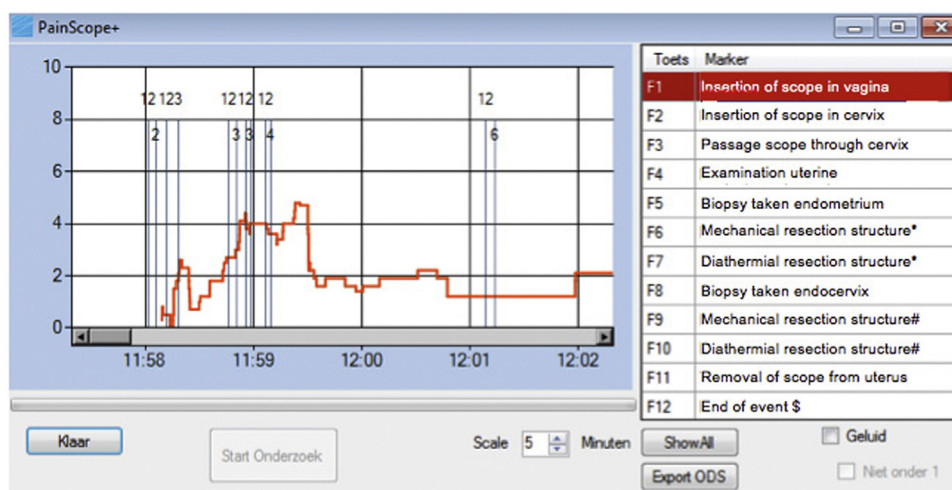 PainScope+
10
8
6
4
2
0
12 123 12 12 12 12
2 3 3 4 6
11:58 11:59 12:00 12:01 12:02
Toets Marker
F1 Insertion of scope in vagina
F2 Insertion of scope in cervix
F3 Passage scope through cervix
F4 Examination uterine
F5 Biopsy taken endometrium
F6 Mechanical resection structure*
F7 Diathermal resection structure*
F8 Biopsy taken endocervix
F9 Mechanical resection structure#
F10 Diathermial resection structure#
F11 Removal of scope from uterus
F12 End of event $
Klaar
Start Onderzoek
Scale 5 Minuten
ShowAll
Geluid
Export ODS
Niet onder 1